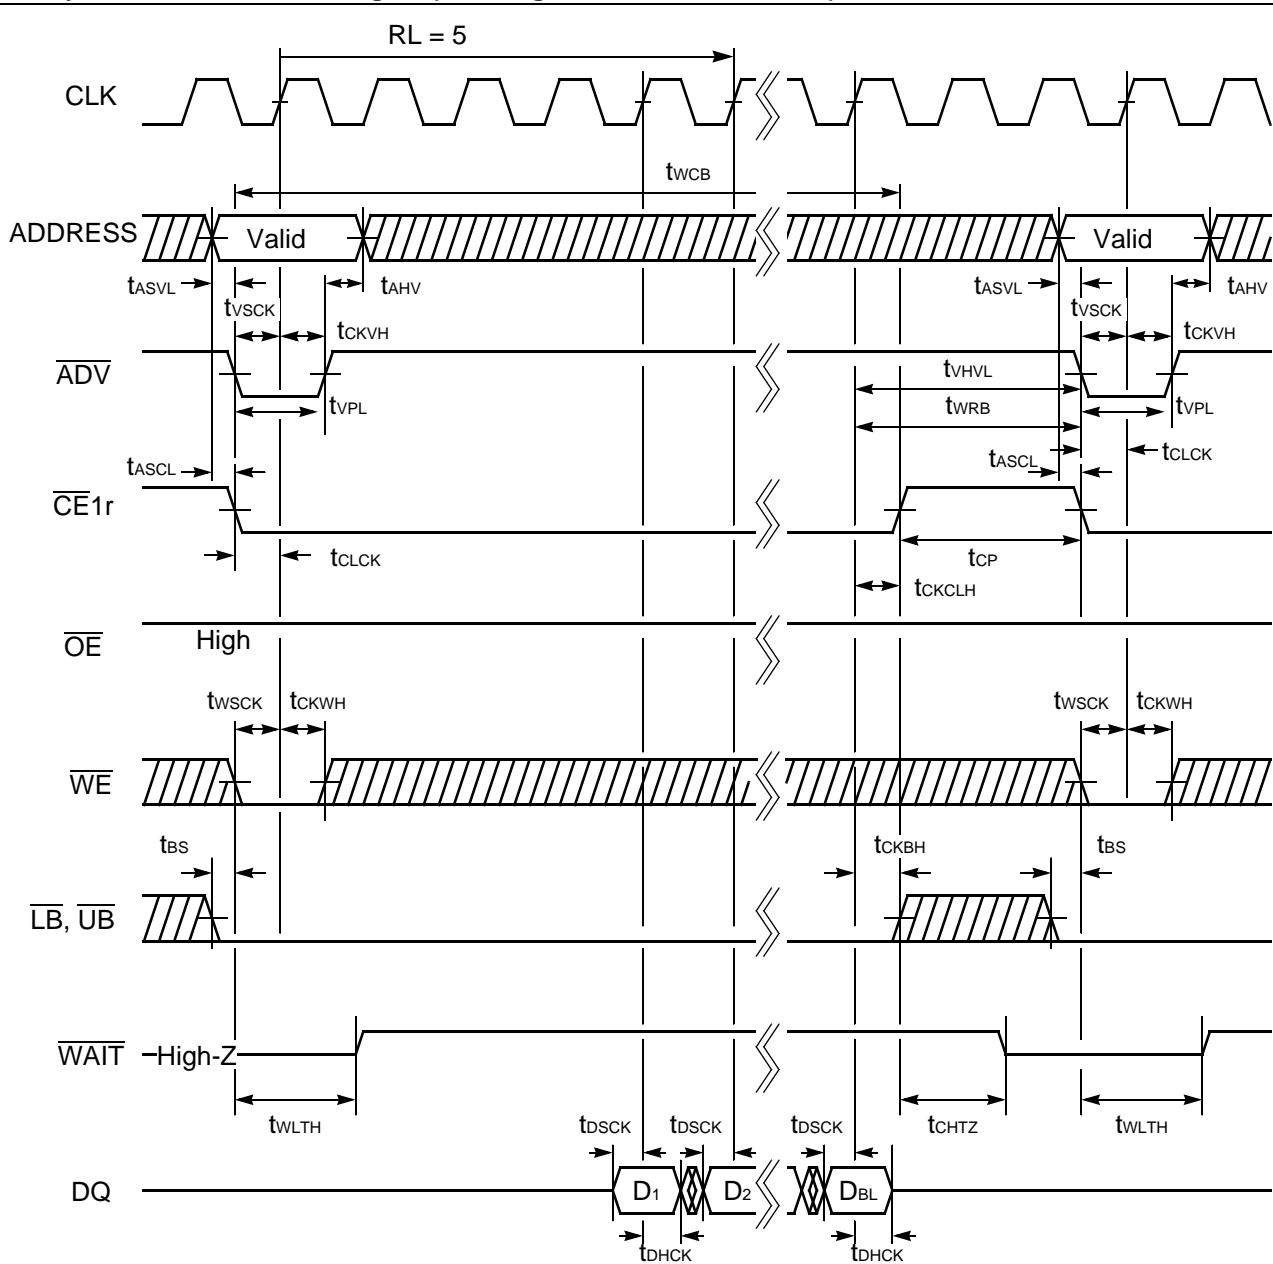 RL = 5
CLK
tWCB
ADDRESS
Valid
Valid
tASVL
tAHV
tASVL
tAHV
tVSCK
tVSCK
tCKVH
tCKVH
ADV
tVHVL
tVPL
tWRB
tVPL
tASCL
tASCL
tCLCK
CE1r
tCLCK
tCP
tCKCLH
OE
High
tWSCK
tCKWH
tWSCK
tCKWH
WE
tBS
tCKBH
tBS
LB, UB
WAIT
High-Z
tWLTH
tCHTZ
tWLTH
tDSCK
tDSCK
tDSCK
DQ
D1
D2
DBL
tDHCK
tDHCK